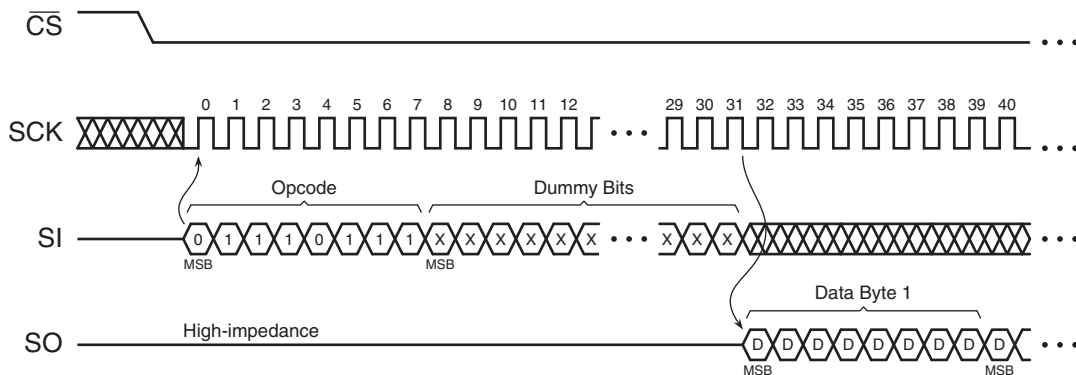 CS
0 1 2 3 4 5 6 7 8 9 10 11 12 29 30 31 32 33 34 35 36 37 38 39 40
SCK
Opcode Dummy Bits
SI 0 1 1 1 0 1 1 1 X X X X X X X X X
MSB MSB
Data Byte 1
High-impedance
SO D D D D D D D D D
MSB MSB